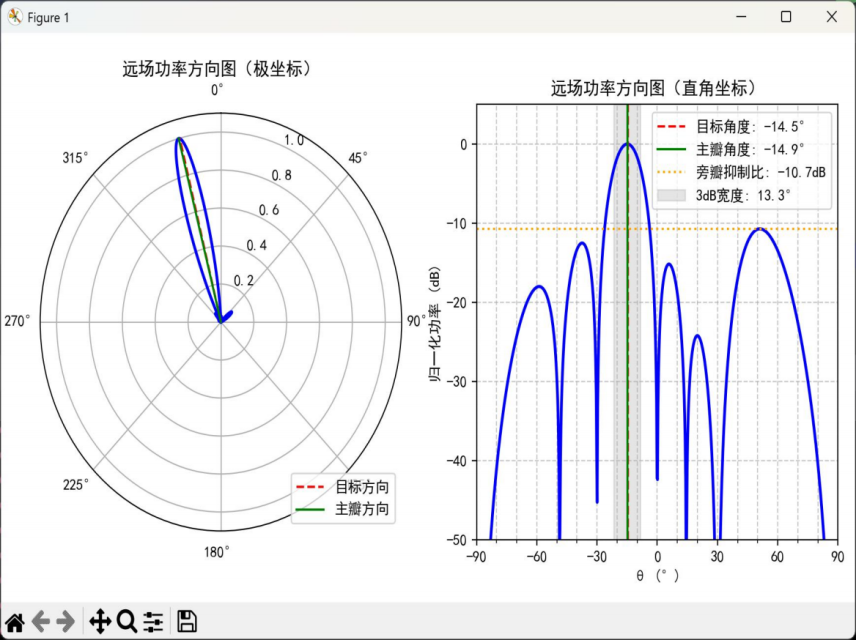 Figure 1
远场功率方向图（极坐标）
0°
315°
45°
1.0
0.8
0.6
0.4
0.2
270°
90°
225°
180°
目标方向
主瓣方向
远场功率方向图（直角坐标）
目标角度: -14.5°
主瓣角度: -14.9°
旁瓣抑制比: -10.7dB
3dB宽度: 13.3°
归一化功率 (dB)
0
−10
−20
−30
−40
−50
−90
−60
−30
0
30
60
90
θ (°)